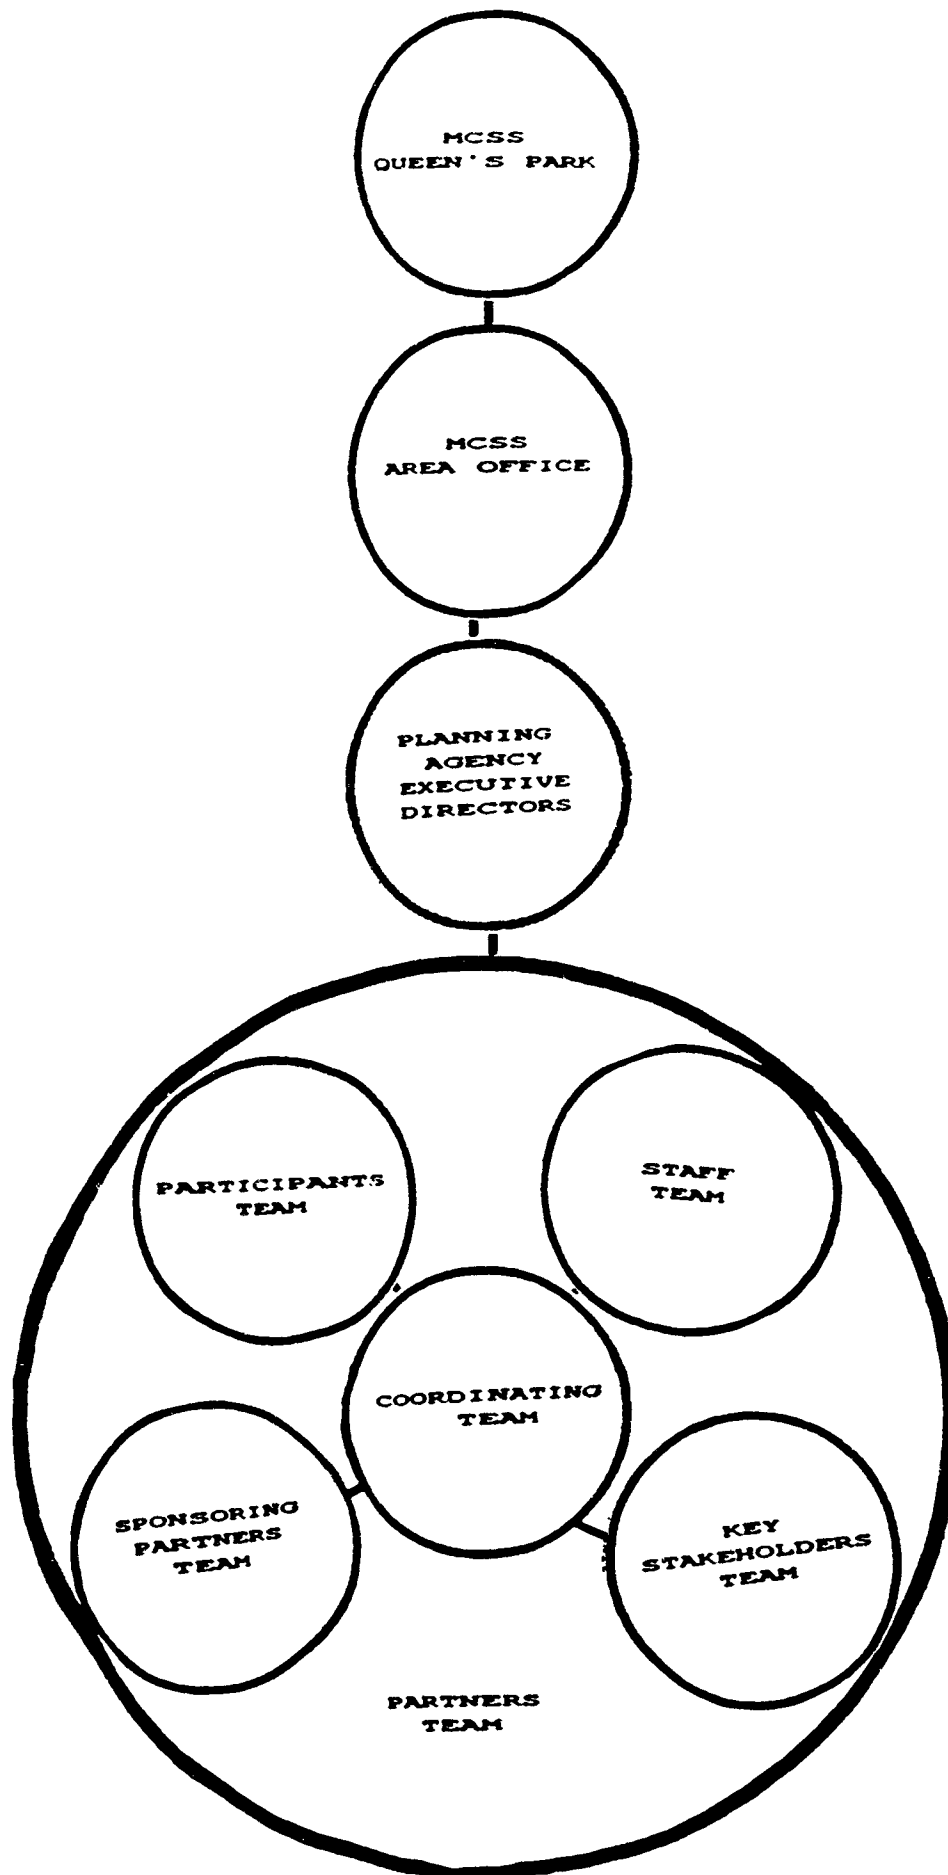 MCSS
QUEEN'S PARK
MCSS
AREA OFFICE
PLANNING
AGENCY
EXECUTIVE
DIRECTORS
PARTICIPANTS
TEAM
STAFF
TEAM
COORDINATING
TEAM
SPONSORING
PARTNERS
TEAM
KEY
STAKEHOLDERS
TEAM
PARTNERS
TEAM